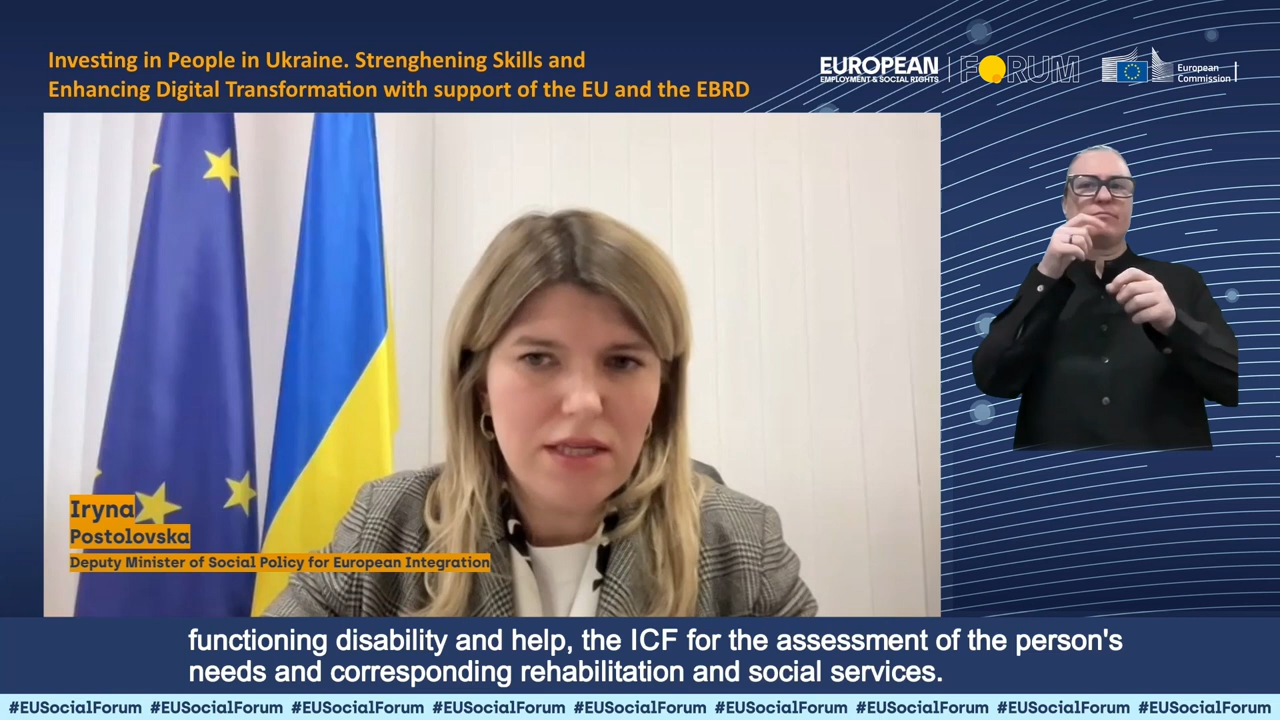 Investing in People in Ukraine. Strenghening Skills and
Enhancing Digital Transformation with support of the EU and the EBRD
EUROPEAN
EMPLOYMENT & SOCIAL RIGHTS
FORUM
European
Commission
Iryna
Postolovska
Deputy Minister of Social Policy for European Integration
functioning disability and help, the ICF for the assessment of the person's
needs and corresponding rehabilitation and social services.
#EUSocialForum #EUSocialForum #EUSocialForum #EUSocialForum #EUSocialForum #EUSocialForum #EUSocialForum #EUSocialForum #EUSocialForum